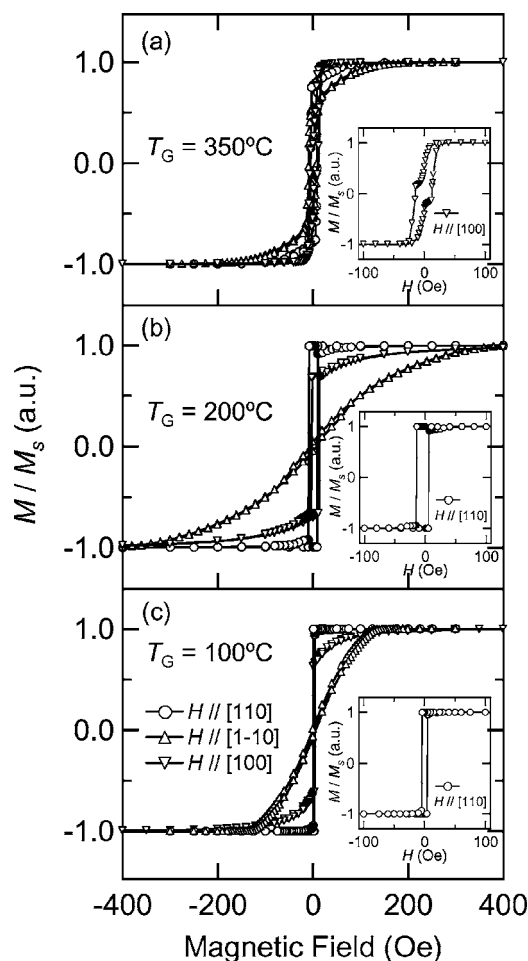 (a)
1.0
0.0
-1.0
T_G = 350ºC
1
0
-1
M / M_s (a.u.)
H // [100]
-100 0 100
H (Oe)
(b)
1.0
0.0
-1.0
T_G = 200ºC
1
0
-1
M / M_s (a.u.)
H // [110]
-100 0 100
H (Oe)
M / M_s (a.u.)
(c)
1.0
0.0
-1.0
T_G = 100ºC
H // [110]
H // [1-10]
H // [100]
1
0
-1
M / M_s (a.u.)
H // [110]
-100 0 100
H (Oe)
-400 -200 0 200 400
Magnetic Field (Oe)